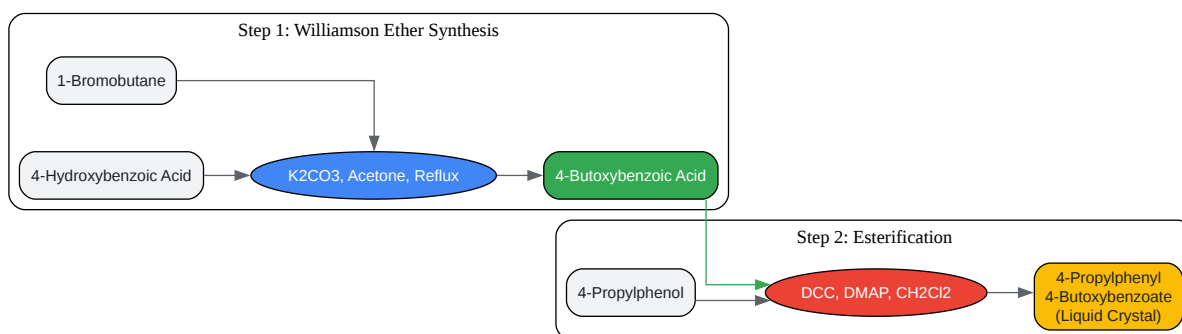 Step 1: Williamson Ether Synthesis
1-Bromobutane
4-Hydroxybenzoic Acid
K2CO3, Acetone, Reflux
4-Butoxybenzoic Acid
Step 2: Esterification
4-Propylphenol
DCC, DMAP, CH2Cl2
4-Propylphenyl
4-Butoxybenzoate
(Liquid Crystal)